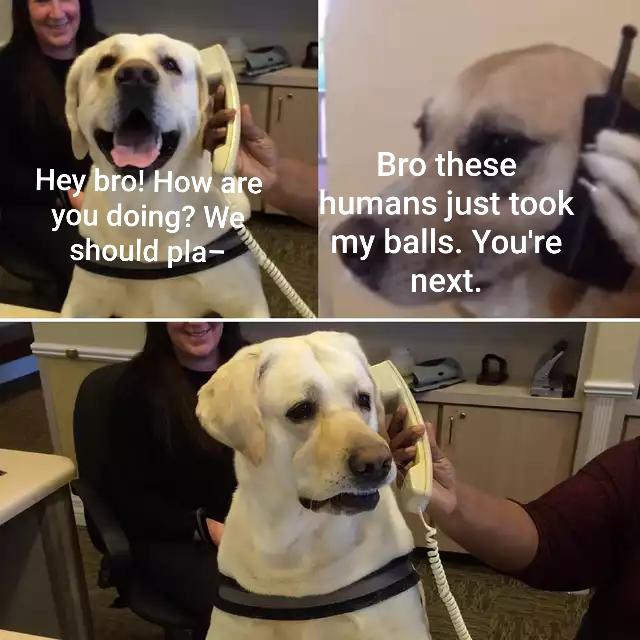 Hey bro! How are
you doing? We
should pla–
Bro these
humans just took
my balls. You're
next.